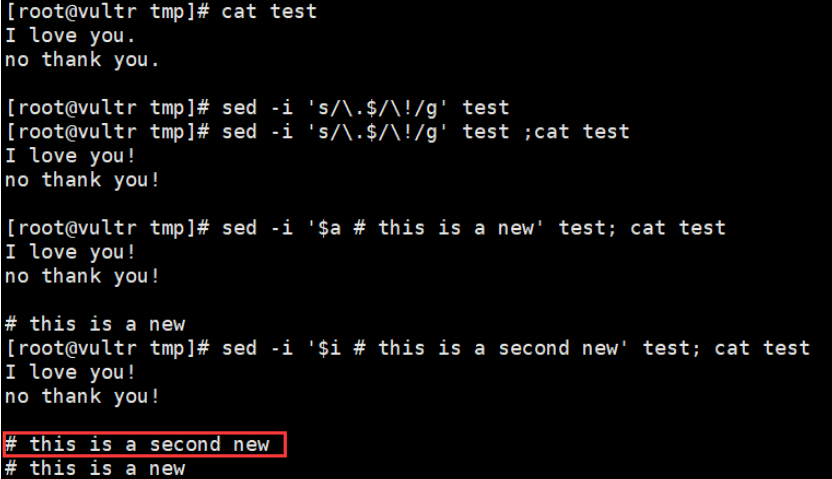 [root@vultr tmp]# cat test
I love you.
no thank you.
[root@vultr tmp]# sed -i 's/\.$/\!/g' test
[root@vultr tmp]# sed -i 's/\.$/\!/g' test ;cat test
I love you!
no thank you!
[root@vultr tmp]# sed -i '$a # this is a new' test; cat test
I love you!
no thank you!
# this is a new
[root@vultr tmp]# sed -i '$i # this is a second new' test; cat test
I love you!
no thank you!
# this is a second new
# this is a new